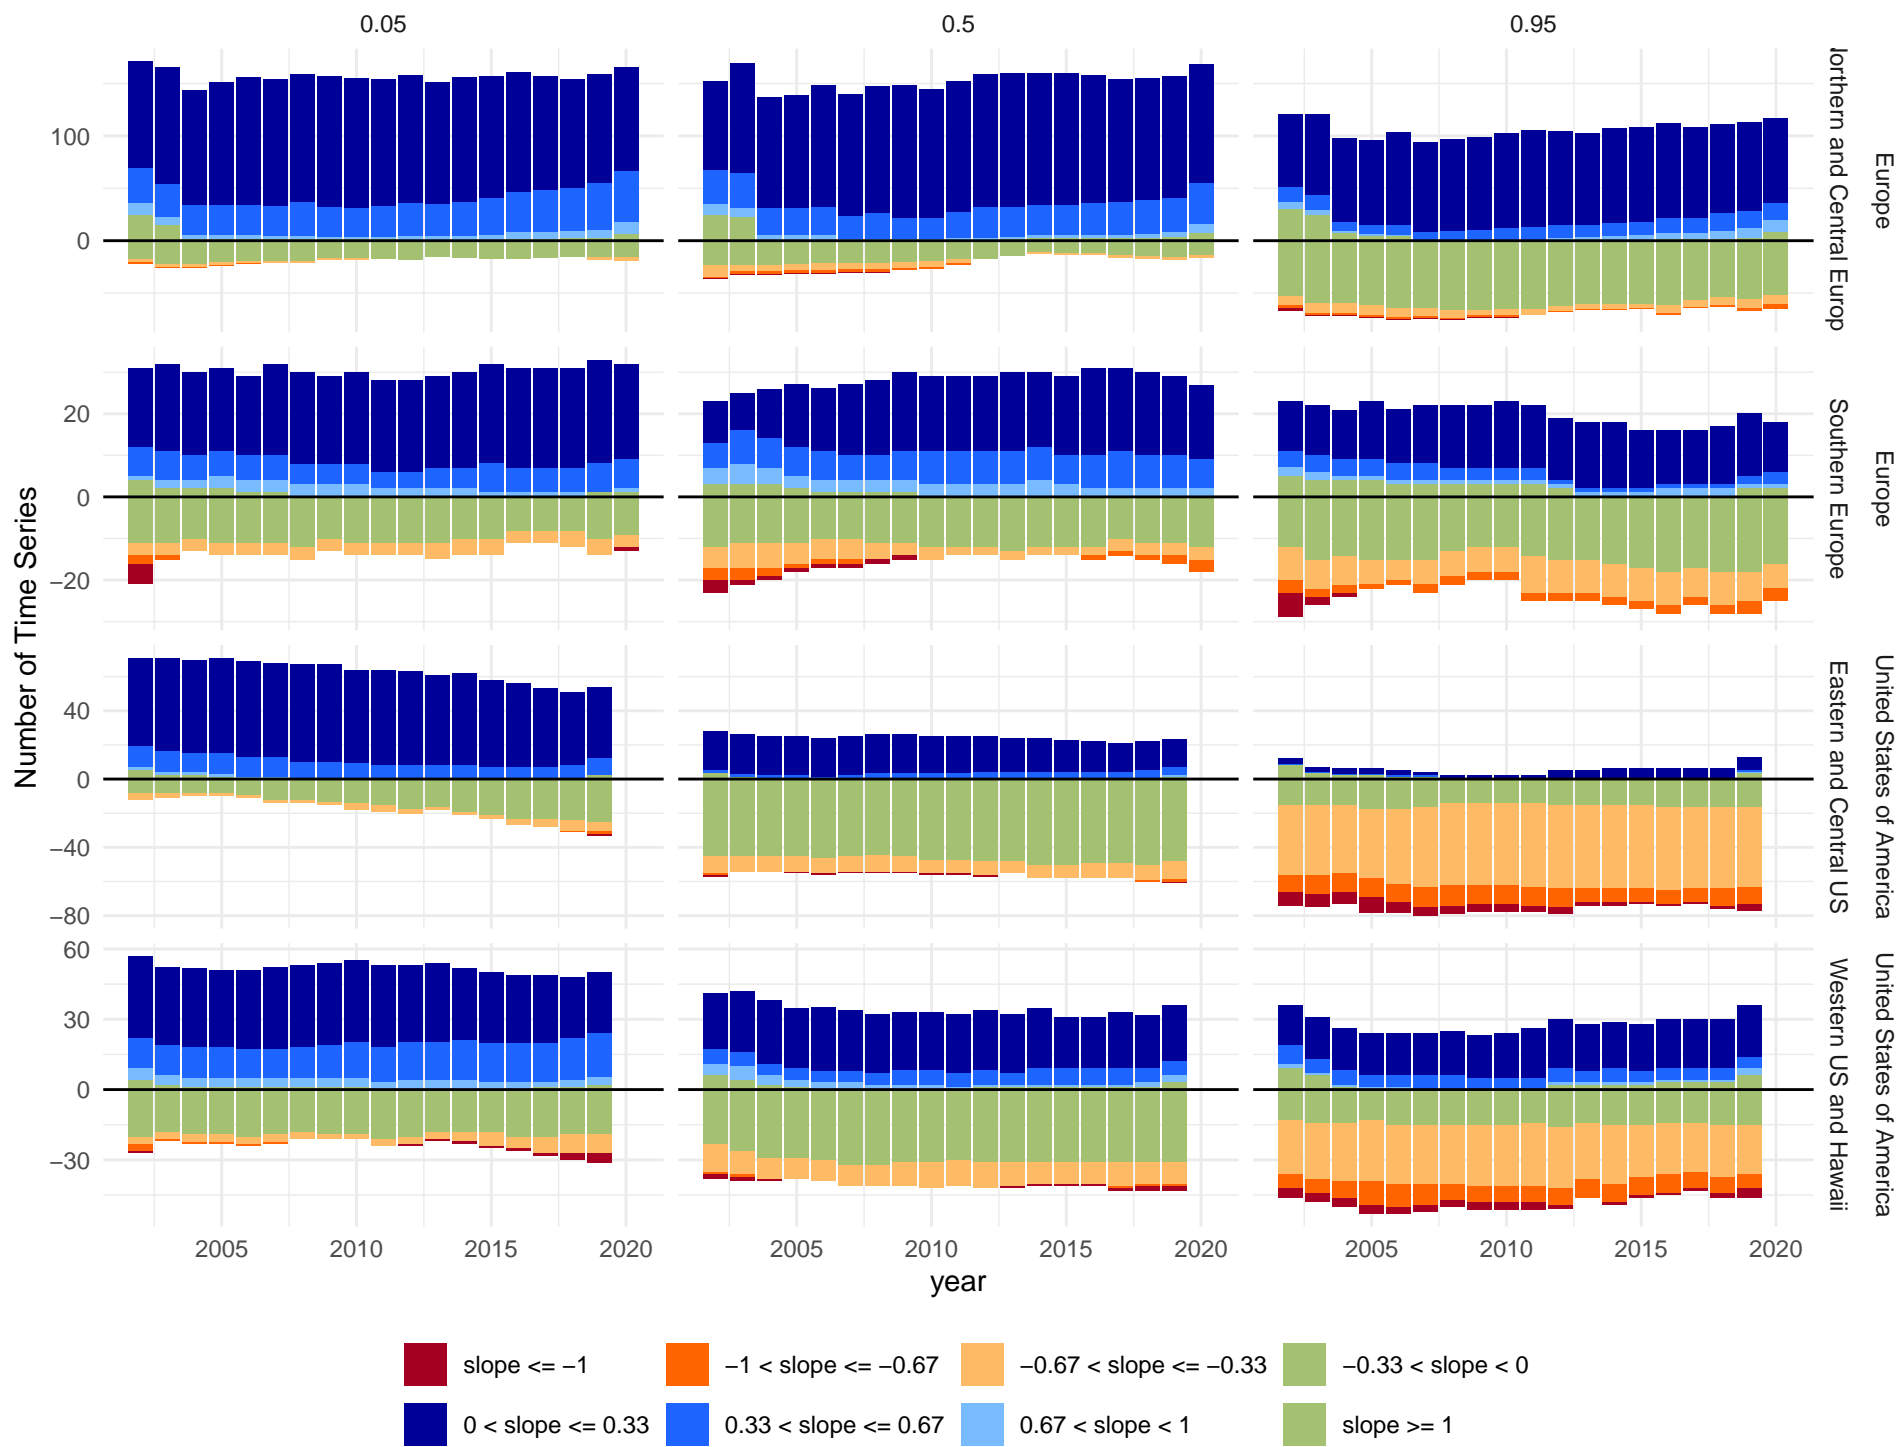 0.05 0.5 0.95
Number of Time Series
100
0
20
0
−20
40
0
−40
−80
60
30
0
−30
Europe
and Central
Europe
Southern Europe
United States of America
Eastern and Central US
United States of America
Western US and Hawaii
2005 2010 2015 2020 2005 2010 2015 2020 2005 2010 2015 2020
year
slope <= −1 −1 < slope <= −0.67 −0.67 < slope <= −0.33 −0.33 < slope < 0
0 < slope <= 0.33 0.33 < slope <= 0.67 0.67 < slope < 1 slope >= 1